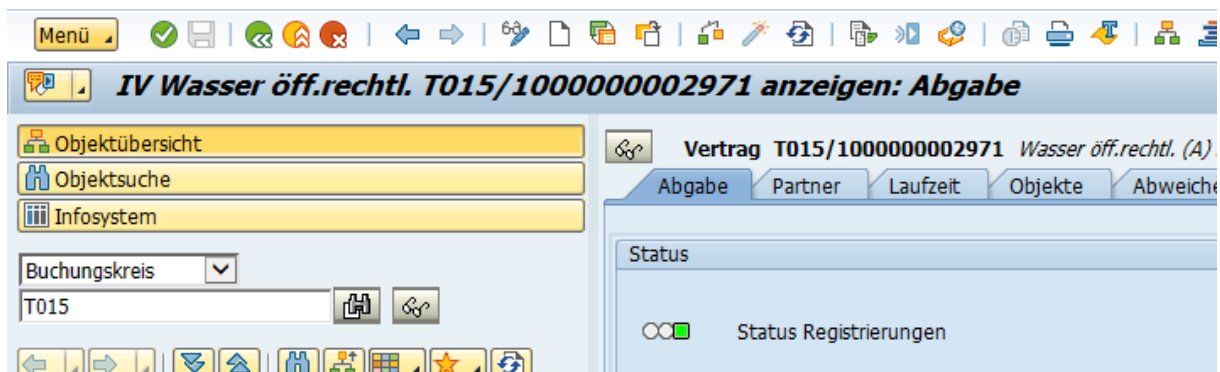 Menü
IV Wasser öff.rechtl. T015/1000000002971 anzeigen: Abgabe
Objektübersicht
Objektsuche
Infosystem
Buchungskreis
T015
Vertrag T015/1000000002971 Wasser öff.rechtl. (A)
Abgabe Partner Laufzeit Objekte
Status
Status Registrierungen